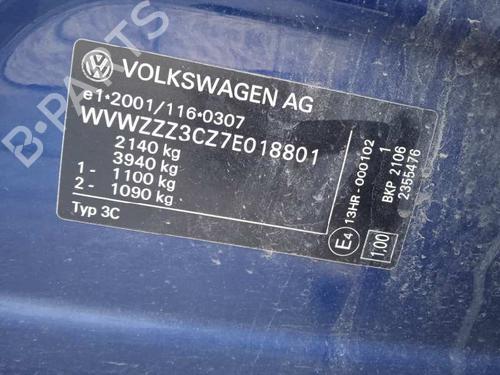 B-PARTS
VOLKSWAGEN AG
e1*2001/116*0307
WVWZZZ3CZ7E018801
2140 kg
3940 kg
1 - 1100 kg
2 - 1090 kg
Typ 3C
E4 13HR-000102
1
BKP 2106
2355476
1.00